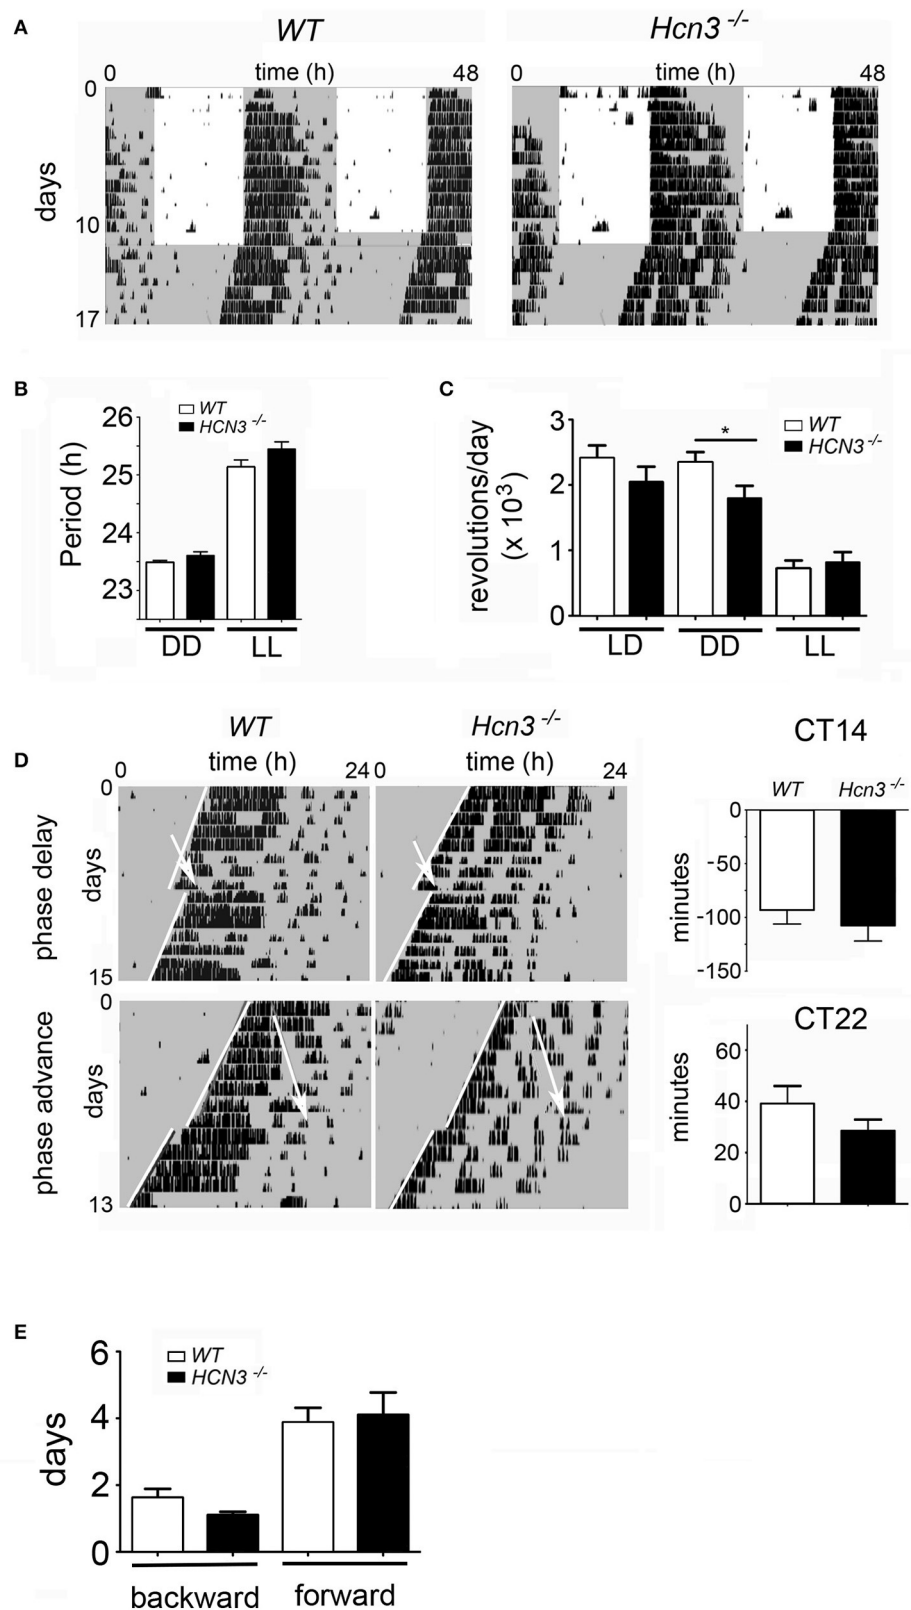 A
WT
Hcn3 -/-
0 time (h) 48
0 time (h) 48
0
days
10
17
B
WT
HCN3 -/-
Period (h)
26
25
24
23
DD LL
C
WT
HCN3 -/-
revolutions/day
(x 10³)
3
2
1
0
*
LD DD LL
D
WT
Hcn3 -/-
0 time (h) 24
0 time (h) 24
phase delay
days
0
15
phase advance
days
0
13
CT14
WT Hcn3 -/-
minutes
0
-50
-100
-150
CT22
minutes
60
40
20
0
E
WT
HCN3 -/-
days
6
4
2
0
backward forward